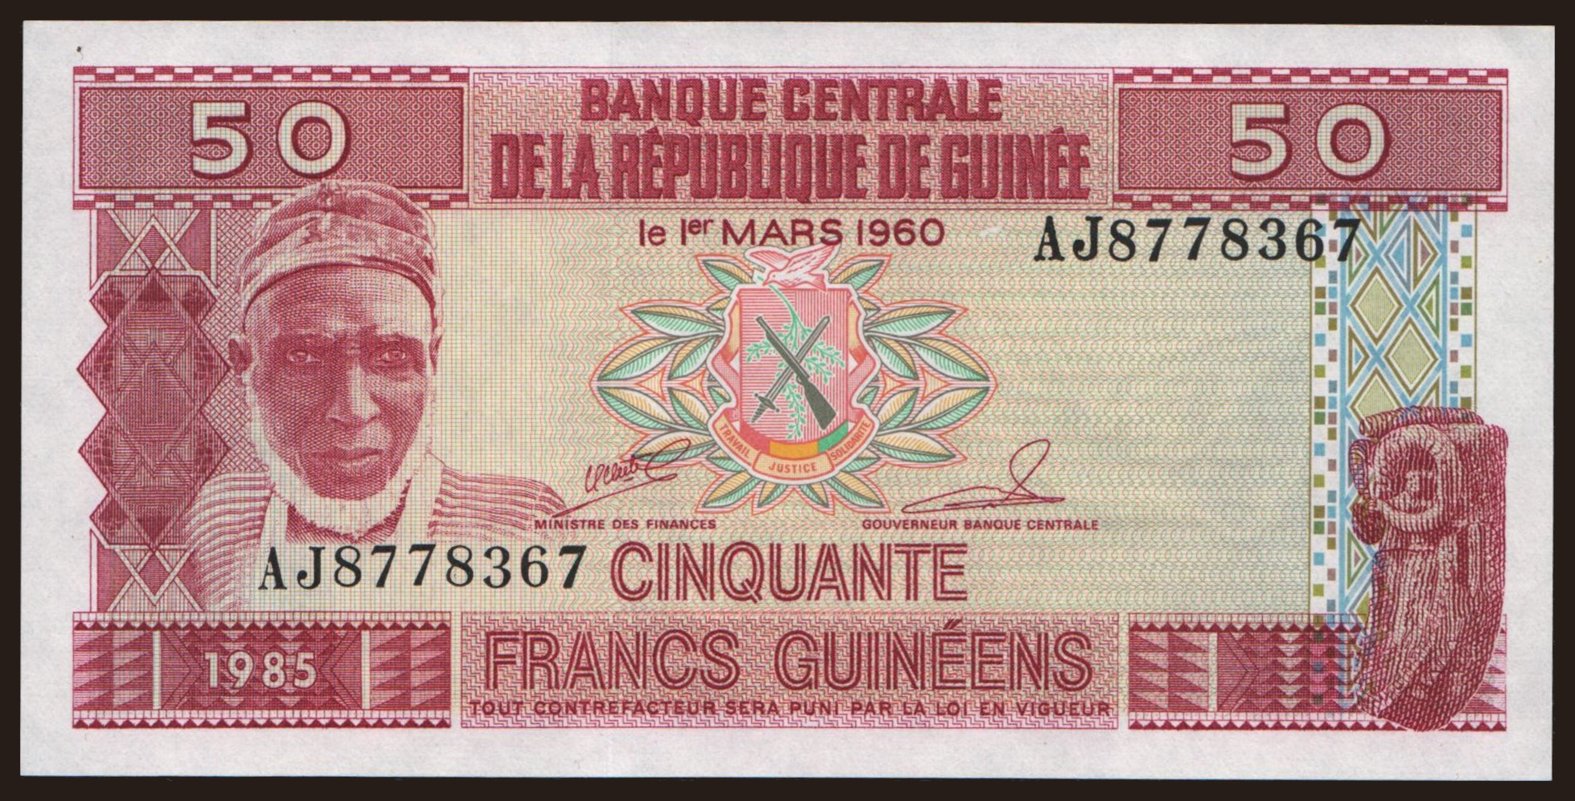 50
BANQUE CENTRALE
DE LA RÉPUBLIQUE DE GUINÉE
50
le 1er MARS 1960
AJ8778367
TRAVAIL
JUSTICE
SOLIDARITÉ
MINISTRE DES FINANCES
GOUVERNEUR BANQUE CENTRALE
AJ8778367
CINQUANTE
1985
FRANCS GUINÉENS
TOUT CONTREFACTEUR SERA PUNI PAR LA LOI EN VIGUEUR